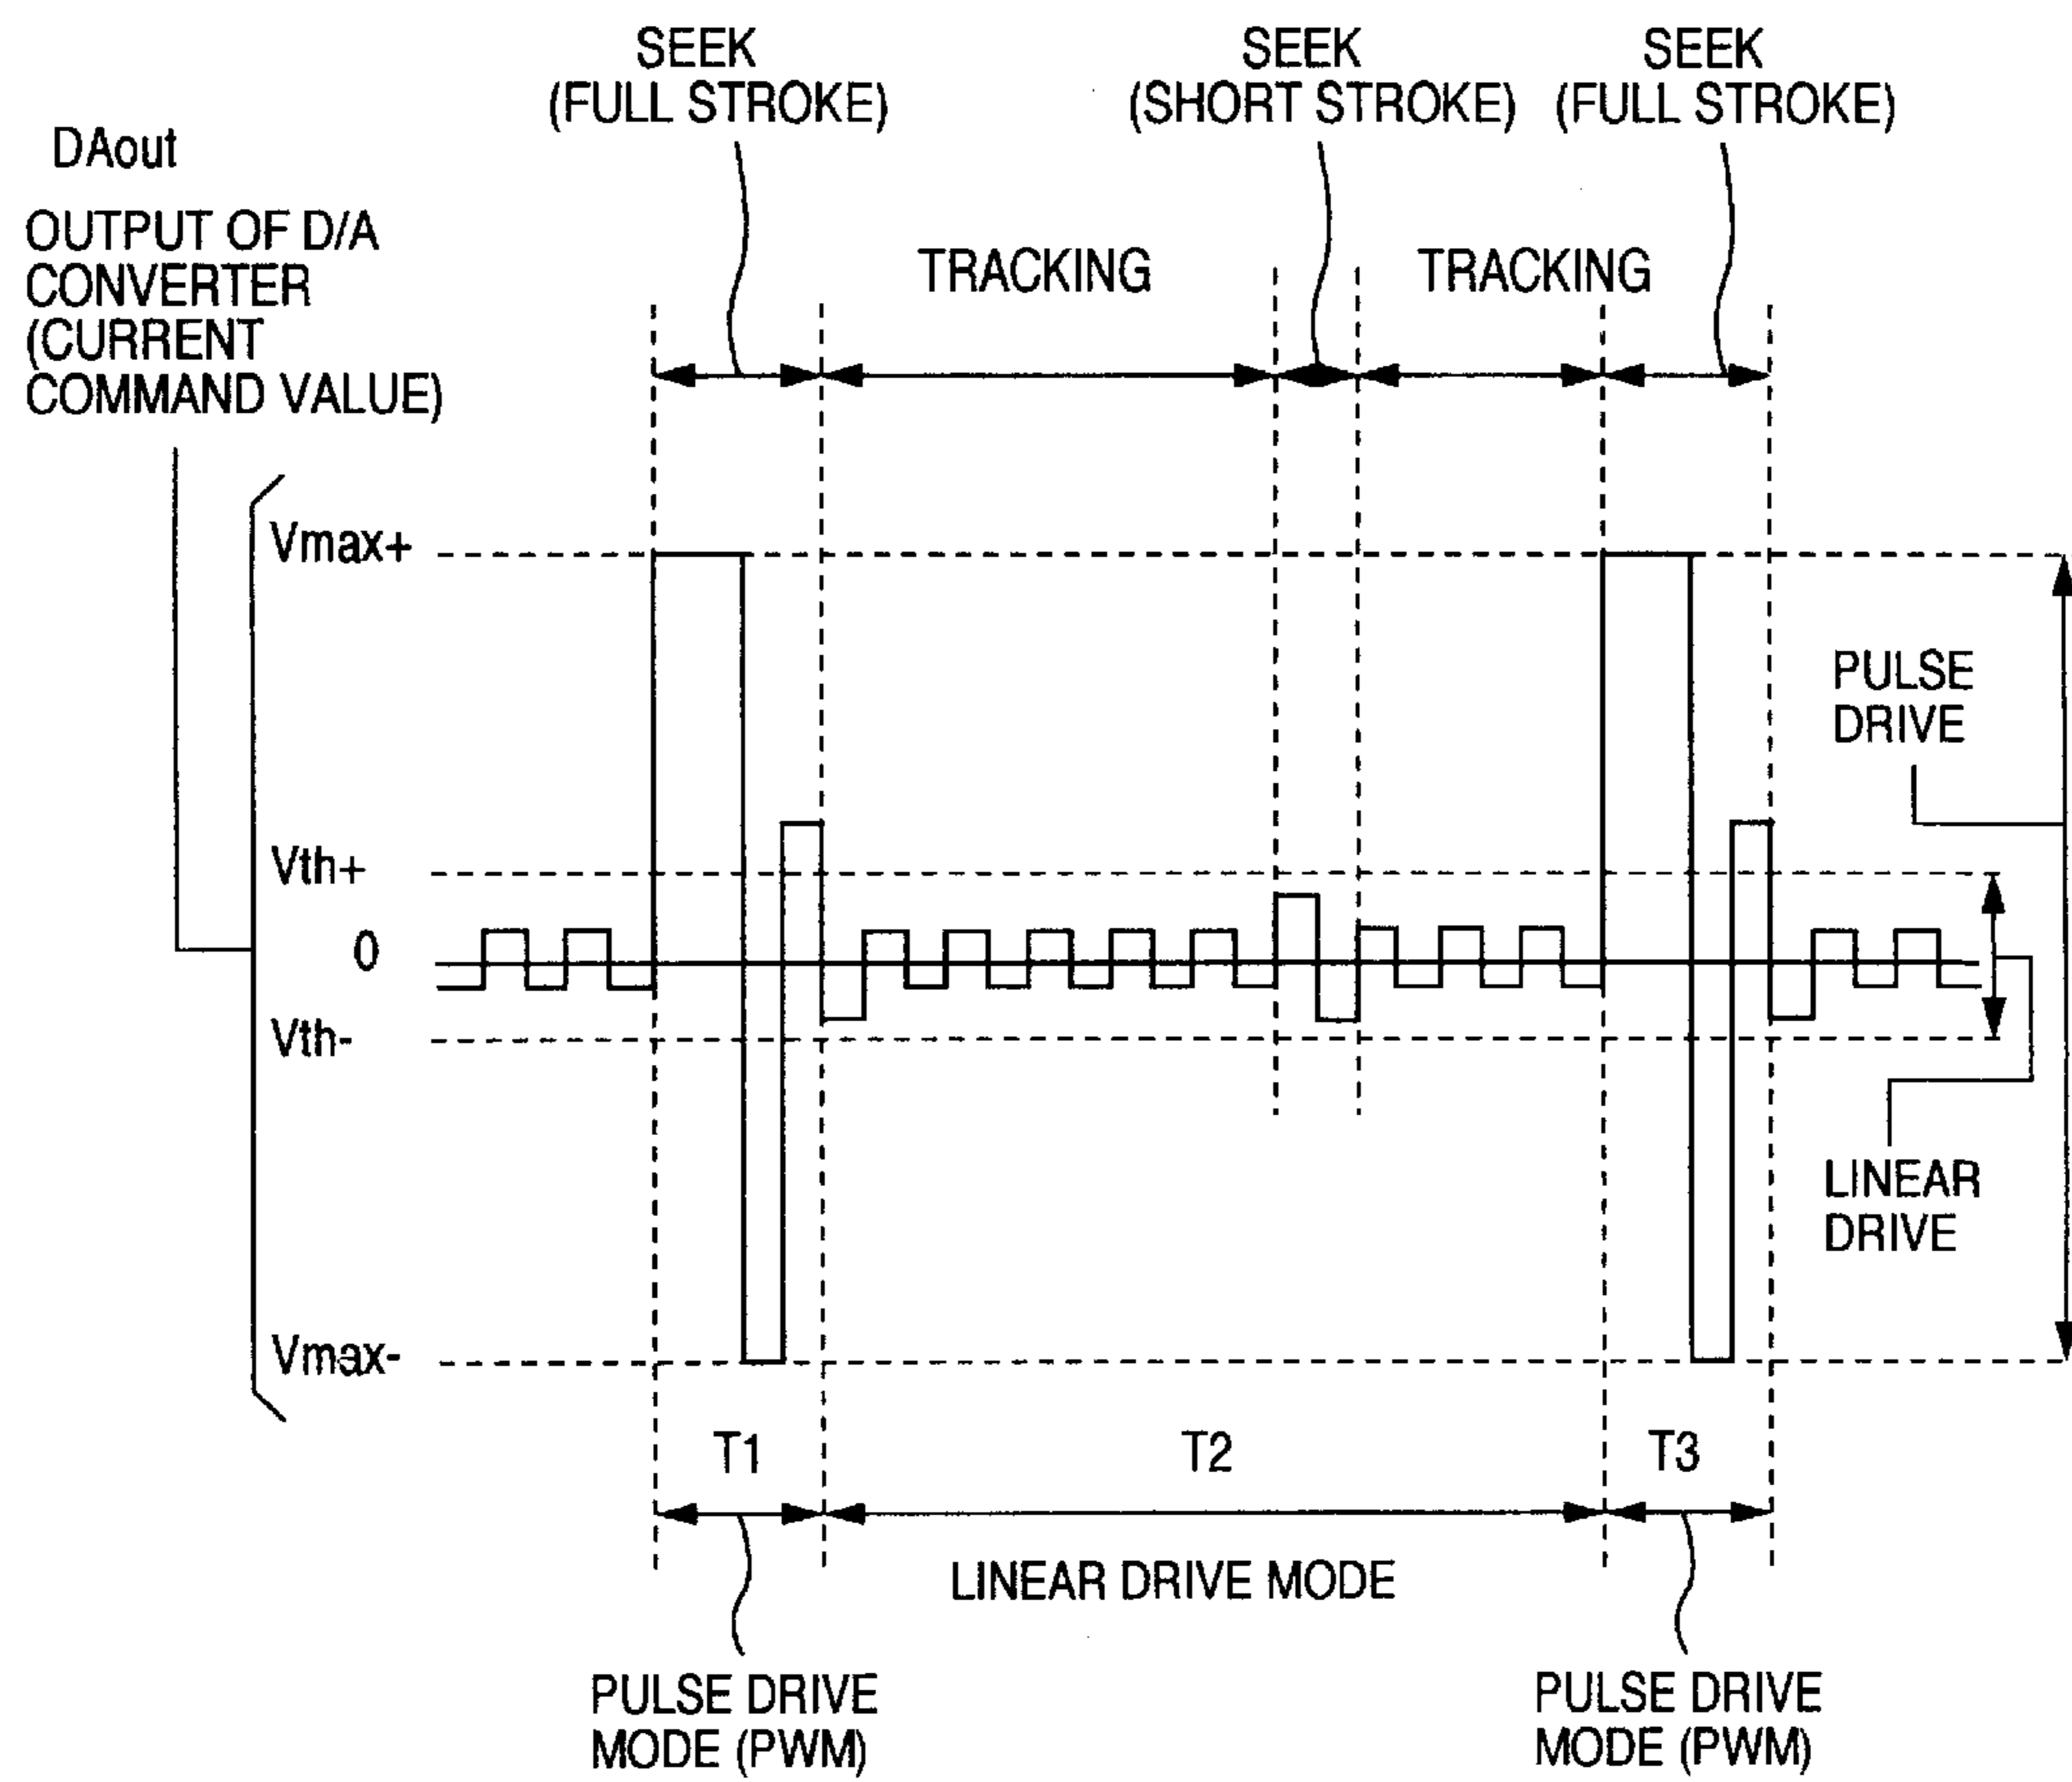 SEEK
(FULL STROKE)
SEEK
(SHORT STROKE)
SEEK
(FULL STROKE)
DAout
OUTPUT OF D/A
CONVERTER
(CURRENT
COMMAND VALUE)
TRACKING
TRACKING
Vmax+
PULSE
DRIVE
Vth+
0
Vth-
LINEAR
DRIVE
Vmax-
T1
T2
T3
LINEAR DRIVE MODE
PULSE DRIVE
MODE (PWM)
PULSE DRIVE
MODE (PWM)